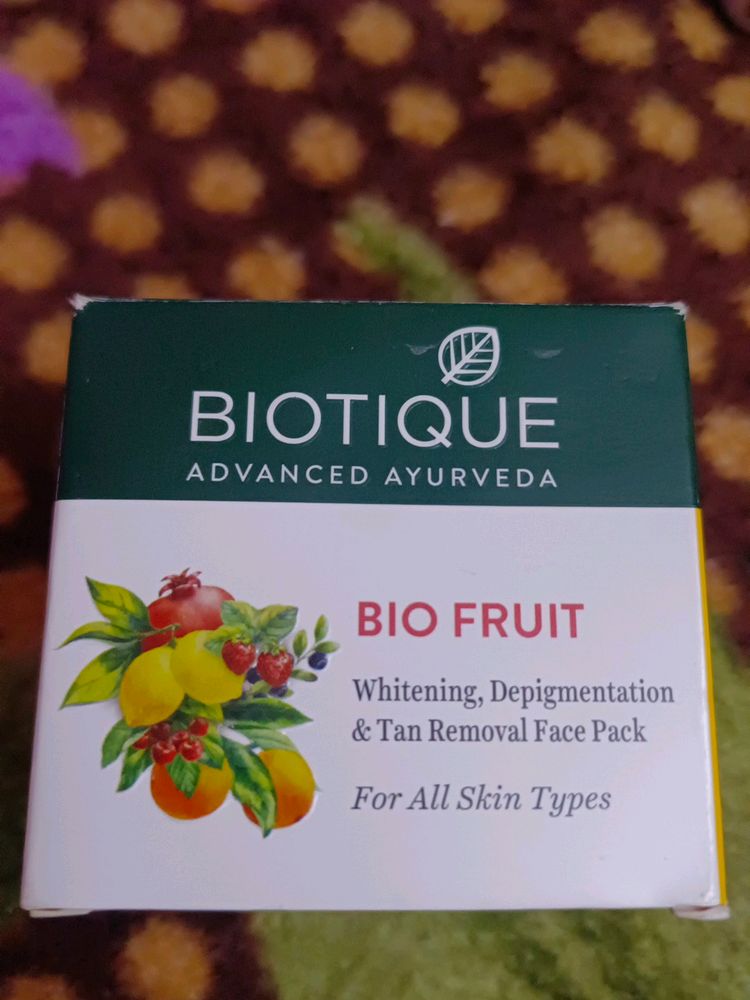 BIOTIQUE
ADVANCED AYURVEDA
BIO FRUIT
Whitening, Depigmentation
& Tan Removal Face Pack
For All Skin Types